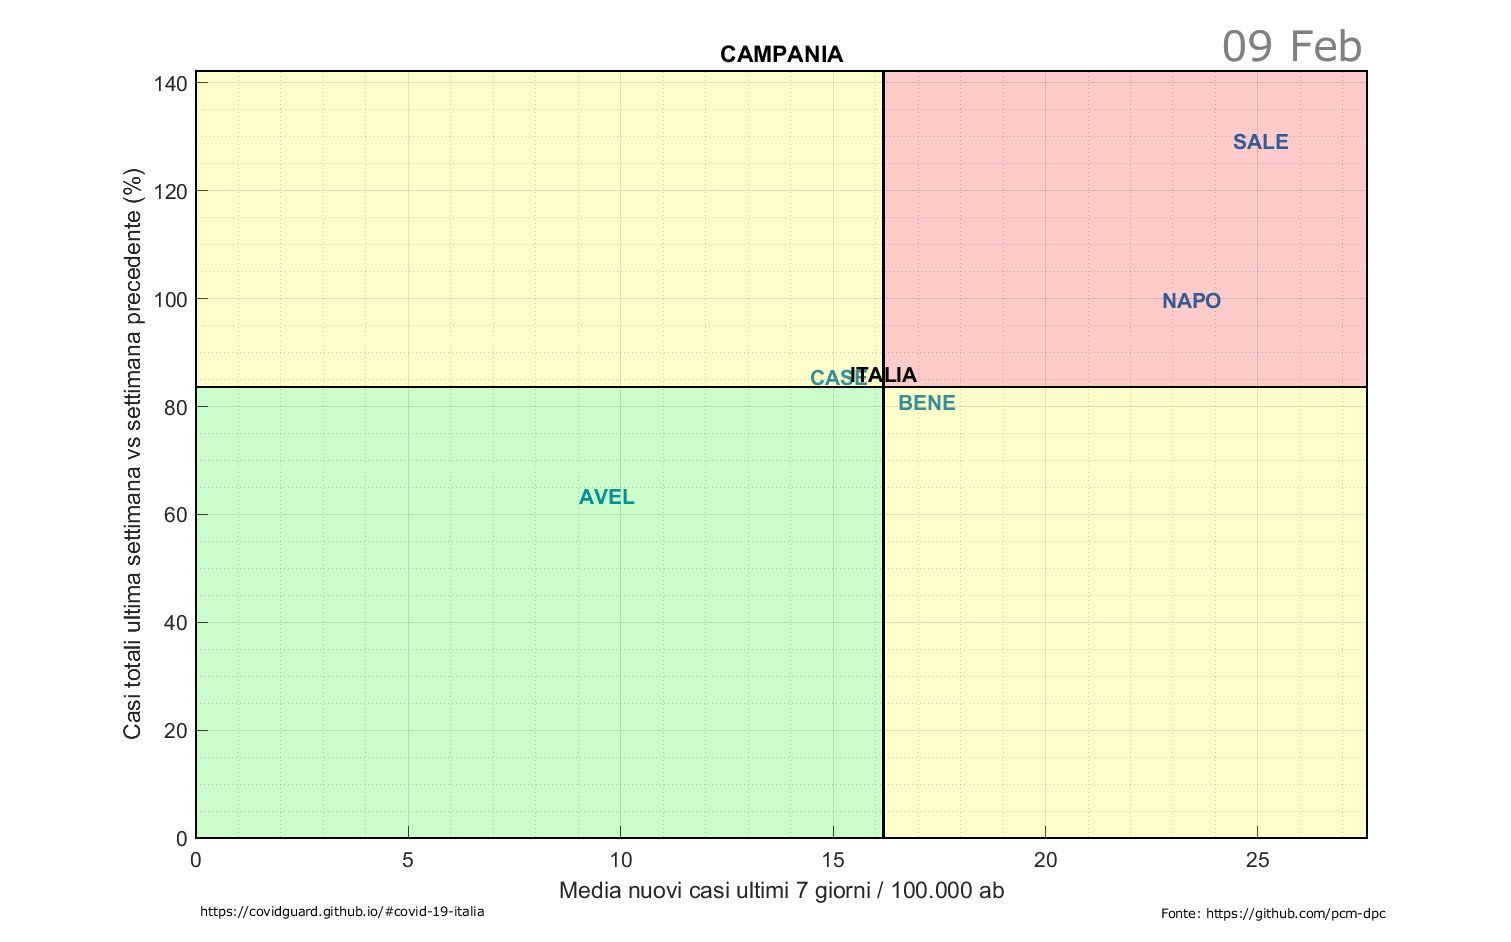 09 Feb
CAMPANIA
140
120
100
80
60
40
20
0
Casi totali ultima settimana vs settimana precedente (%)
SALE
NAPO
CASE
ITALIA
BENE
AVEL
0 5 10 15 20 25
Media nuovi casi ultimi 7 giorni / 100.000 ab
https://covidguard.github.io/#covid-19-italia
Fonte: https://github.com/pcm-dpc